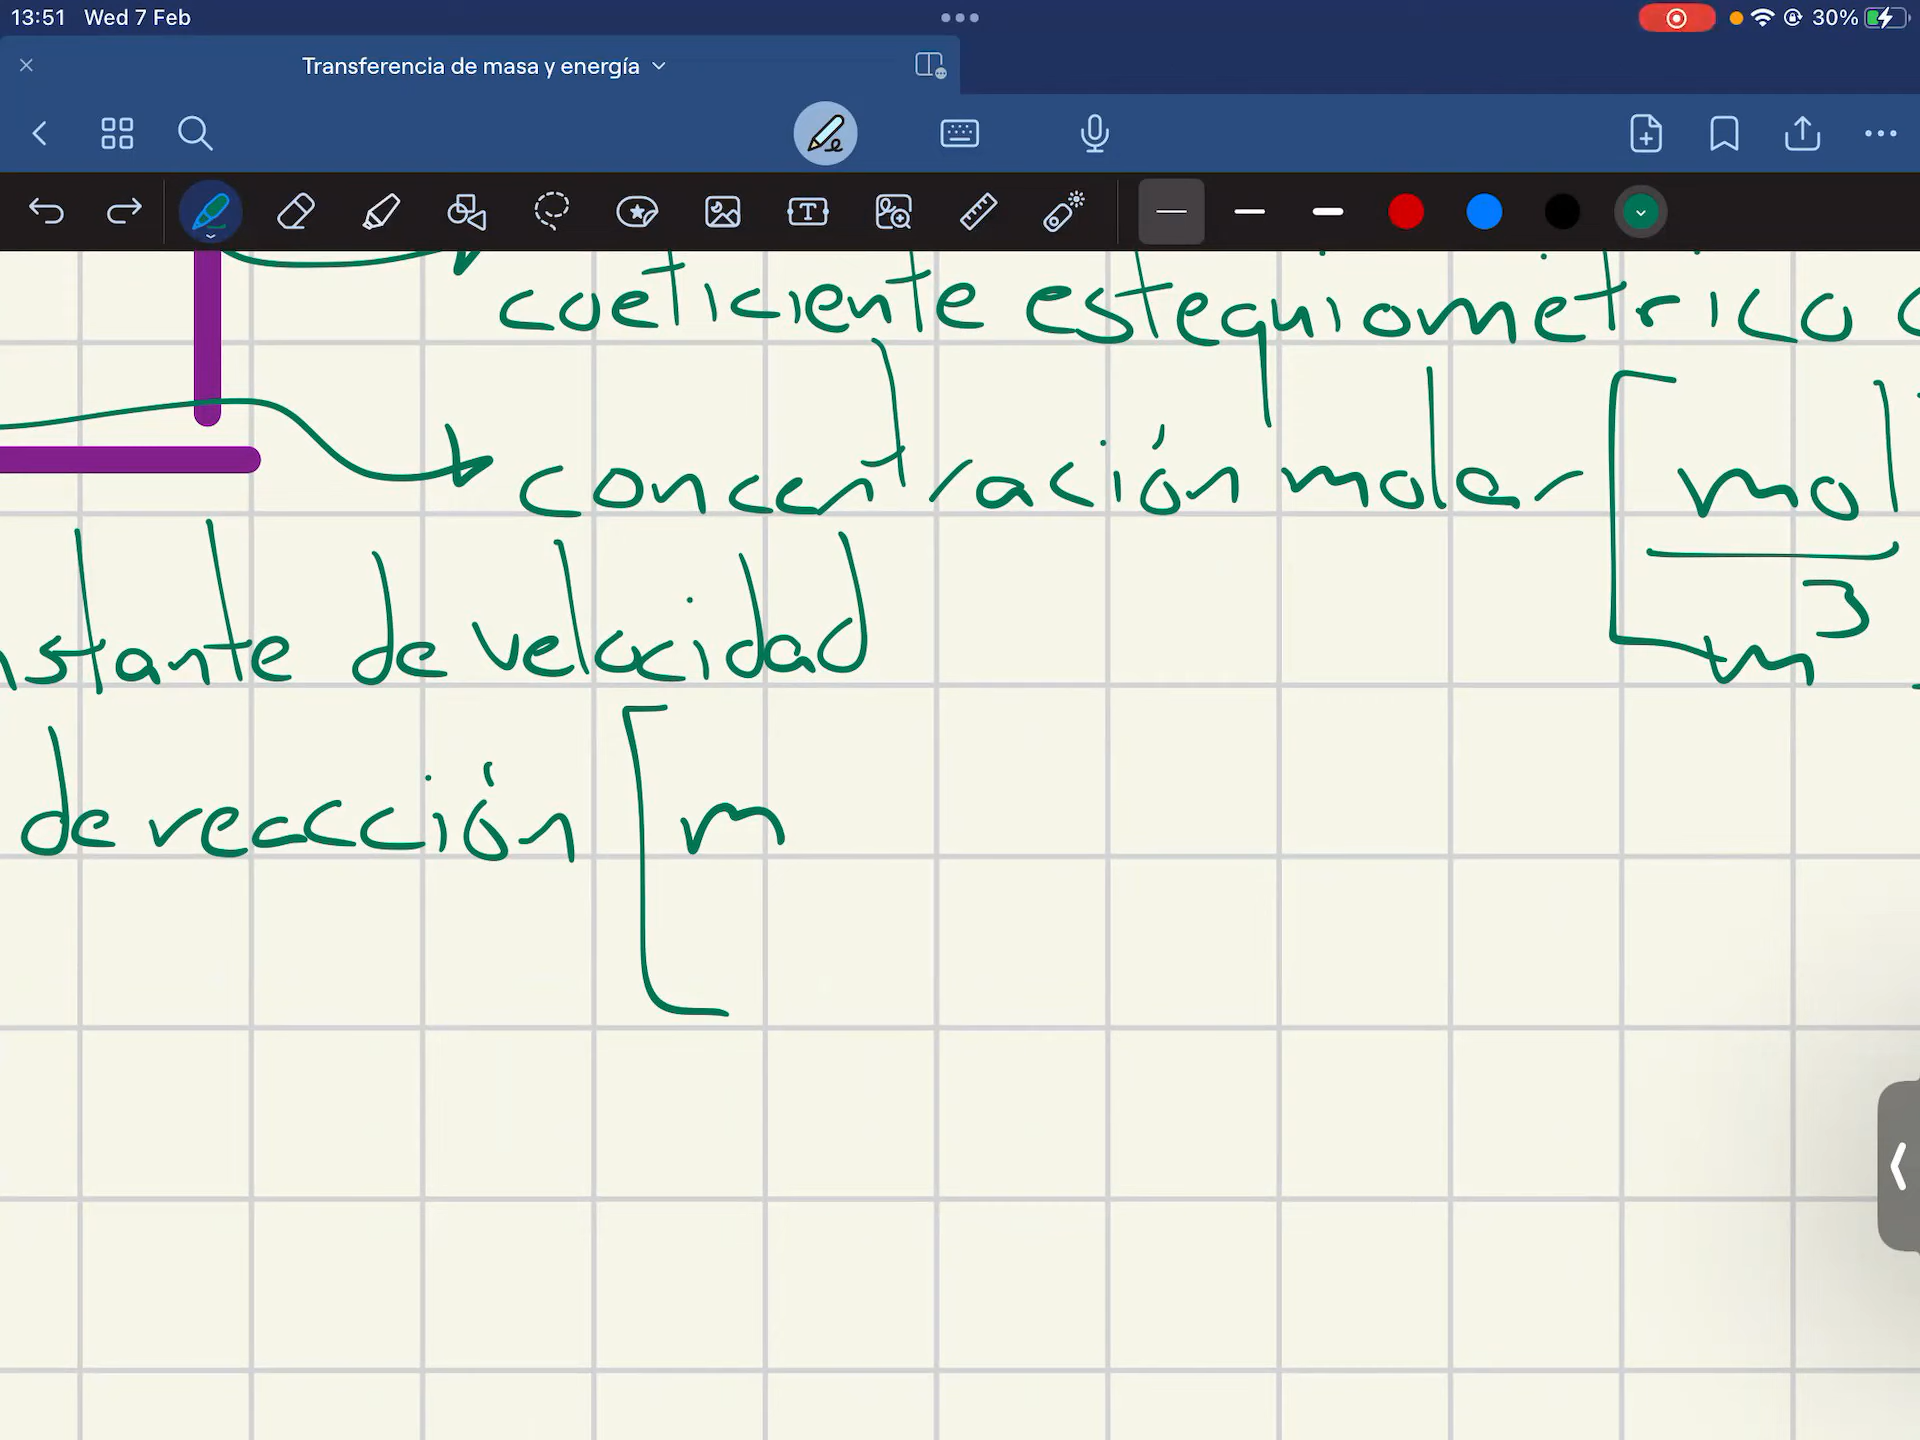 13:51 Wed 7 Feb
30%
Transferencia de masa y energía
coeficiente estequiométrico
concentración molar [mol
m3
nstante de velocidad
de reacción [m